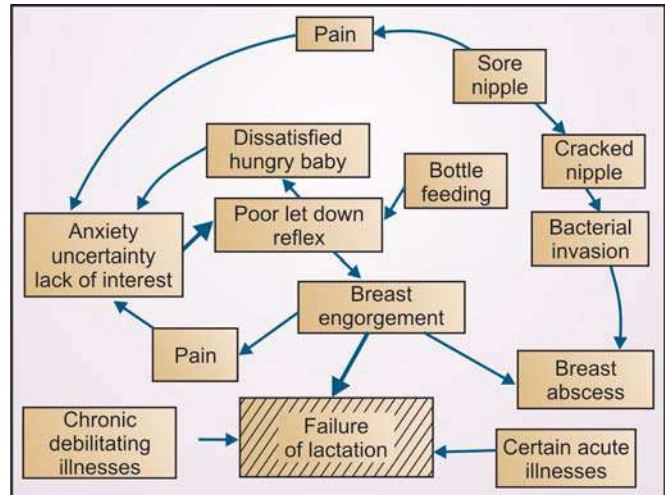 Pain
Sore
nipple
Dissatisfied
hungry baby
Cracked
nipple
Bottle
feeding
Poor let down
reflex
Anxiety
uncertainty
lack of interest
Bacterial
invasion
Breast
engorgement
Pain
Breast
abscess
Chronic
debilitating
illnesses
Failure
of lactation
Certain acute
illnesses